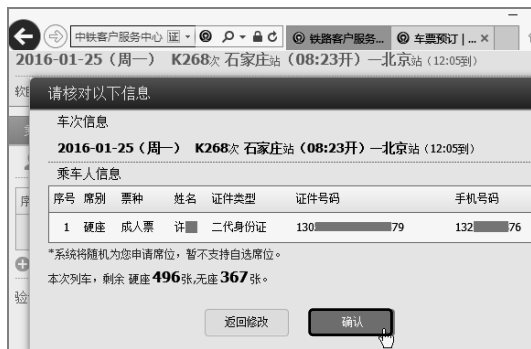 中铁客户服务中心
铁路客户服务...
车票预订 | ...
2016-01-25（周一） K268次 石家庄站（08:23开）—北京站（12:05到）
请核对以下信息
车次信息
2016-01-25（周一） K268次 石家庄站（08:23开）—北京站（12:05到）
乘车人信息
序号 席别 票种 姓名 证件类型 证件号码 手机号码
1 硬座 成人票 许 二代身份证 130 79 132 76
*系统将随机为您申请席位，暂不支持自选席位。
本次列车，剩余 硬座496张,无座367张。
返回修改 确认